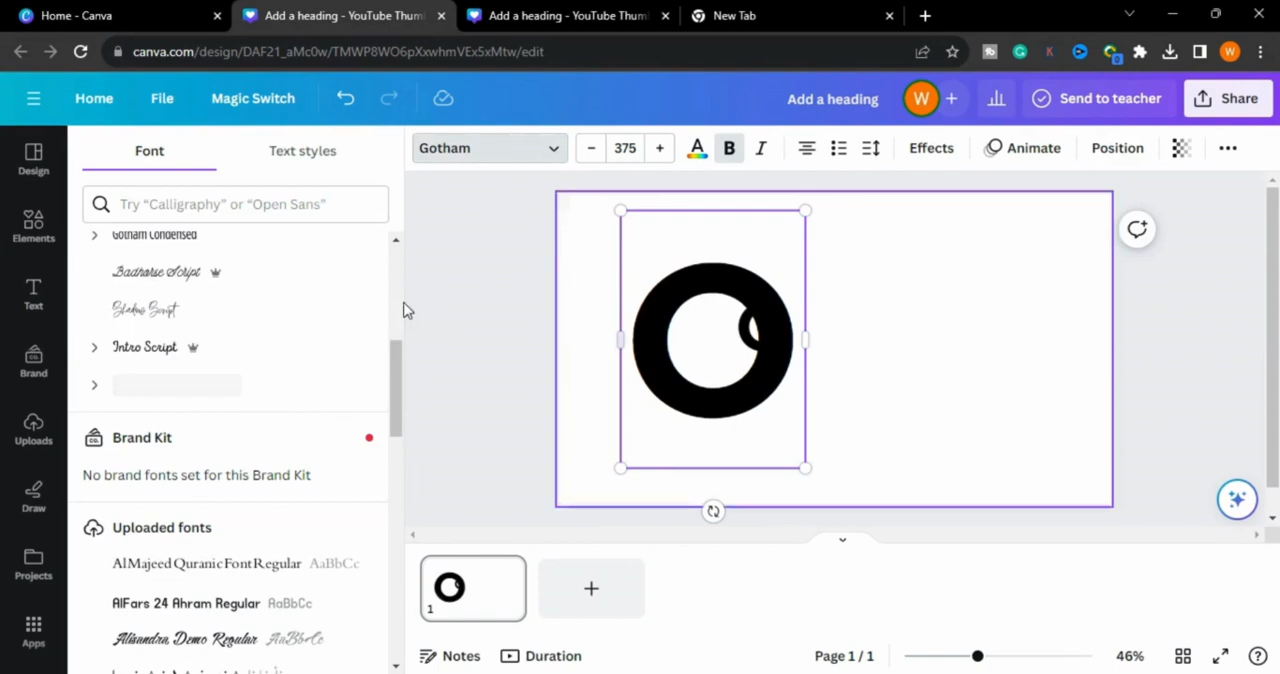 Home - Canva
Add a heading - YouTube Thum
Add a heading - YouTube Thum
New Tab
canva.com/design/DAF21_aMc0w/TMWP8WO6pXxwhmVEx5xMtw/edit
W
Home
File
Magic Switch
Add a heading
W
Send to teacher
Share
Design
Elements
Text
Brand
Uploads
Draw
Projects
Apps
Font
Text styles
Try “Calligraphy” or “Open Sans”
Gotham Condensed
Badharse Script
Intro Script
Brand Kit
No brand fonts set for this Brand Kit
Uploaded fonts
Al Majeed Quranic Font Regular AaBbCc
AlFars 24 Ahram Regular AaBbCc
Alisandra Demo Regular AaBbCc
Gotham
375
A
B
I
Effects
Animate
Position
1
Notes
Duration
Page 1 / 1
46%